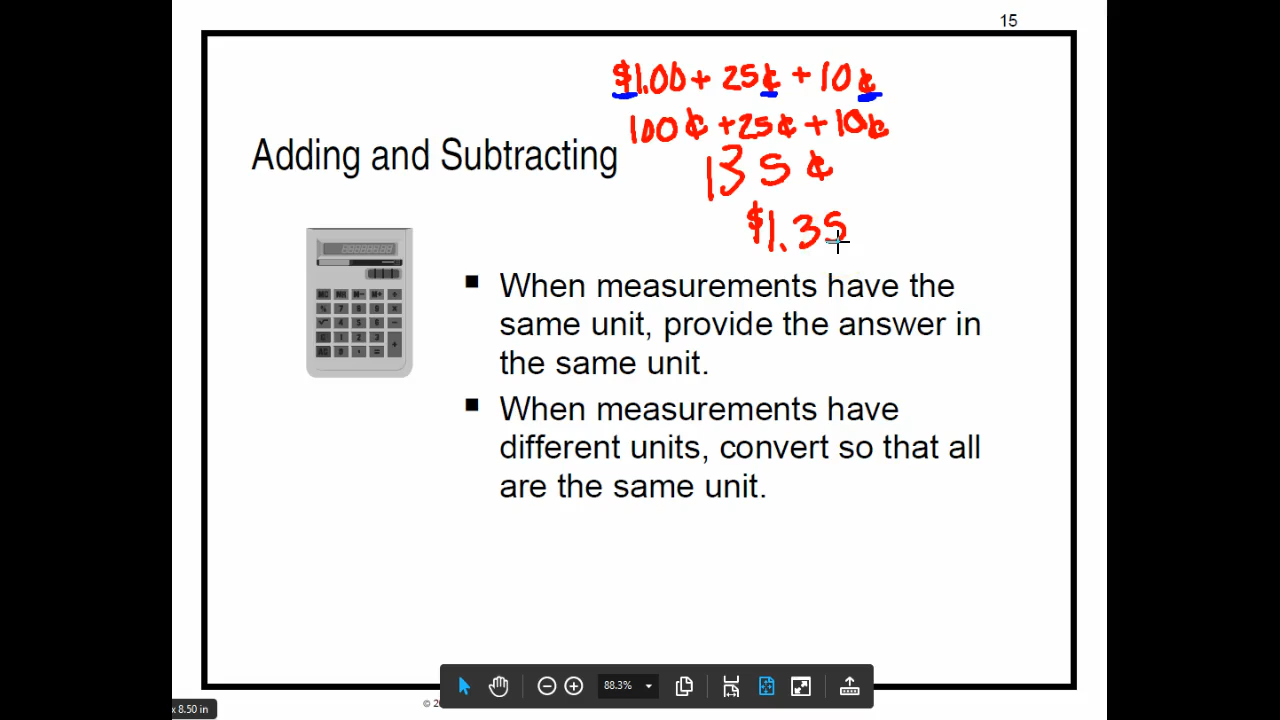 15
$1.00 + 25¢ + 10¢
100¢ + 25¢ + 10¢
135¢
$1.35
Adding and Subtracting
■ When measurements have the
same unit, provide the answer in
the same unit.
■ When measurements have
different units, convert so that all
are the same unit.
88.3%
x 8.50 in
©